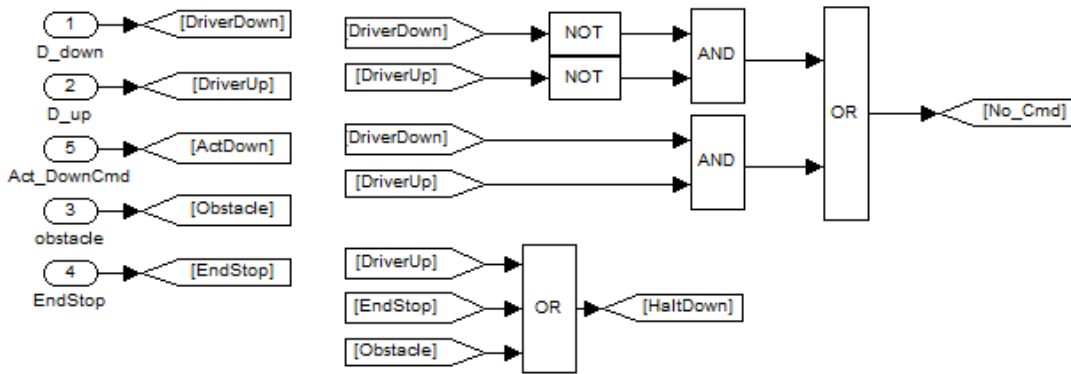 1
[DriverDown]
D_down
2
[DriverUp]
D_up
5
[ActDown]
Act_DownCmd
3
[Obstacle]
obstacle
4
[EndStop]
EndStop
[DriverDown]
NOT
[DriverUp]
NOT
AND
[DriverDown]
[DriverUp]
AND
OR
[No_Cmd]
[DriverUp]
[EndStop]
[Obstacle]
OR
[HaltDown]